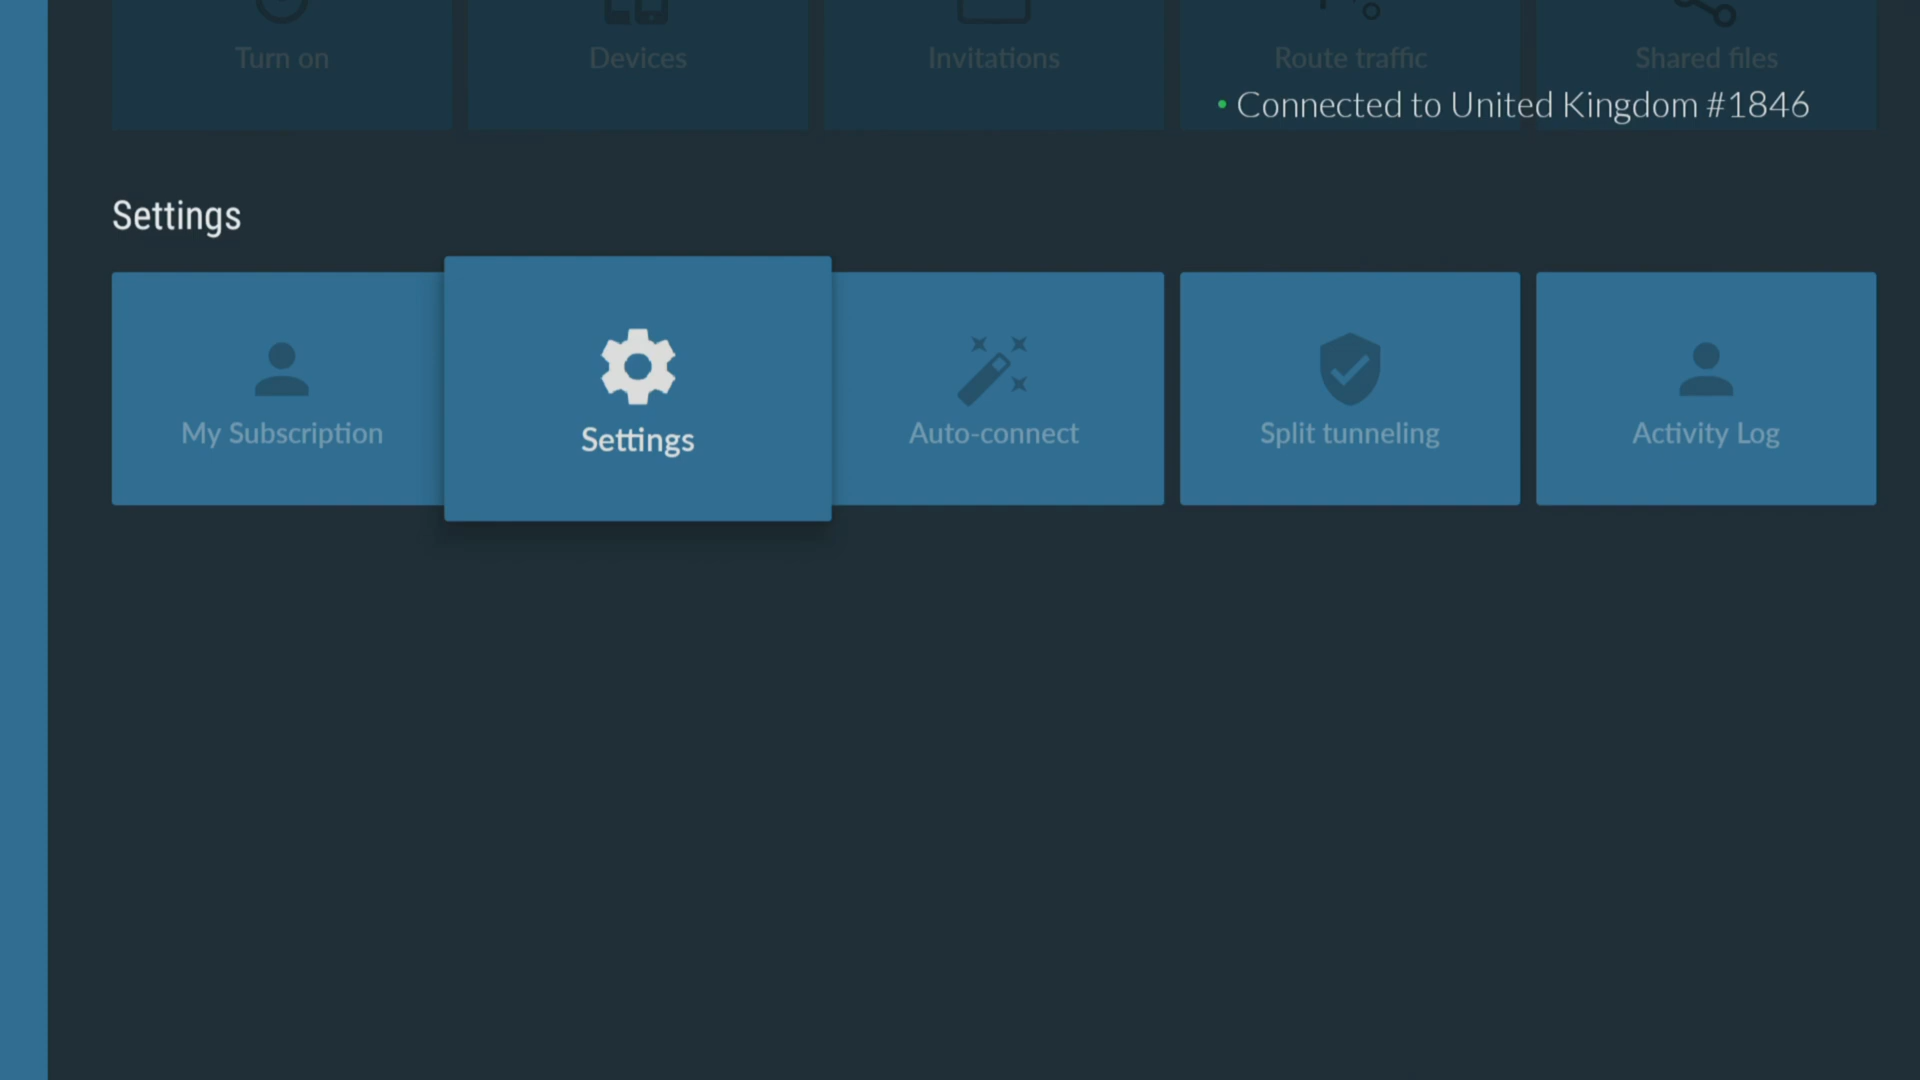 Turn on
Devices
Invitations
Route traffic
Shared files
Connected to United Kingdom #1846
Settings
My Subscription
Settings
Auto-connect
Split tunneling
Activity Log